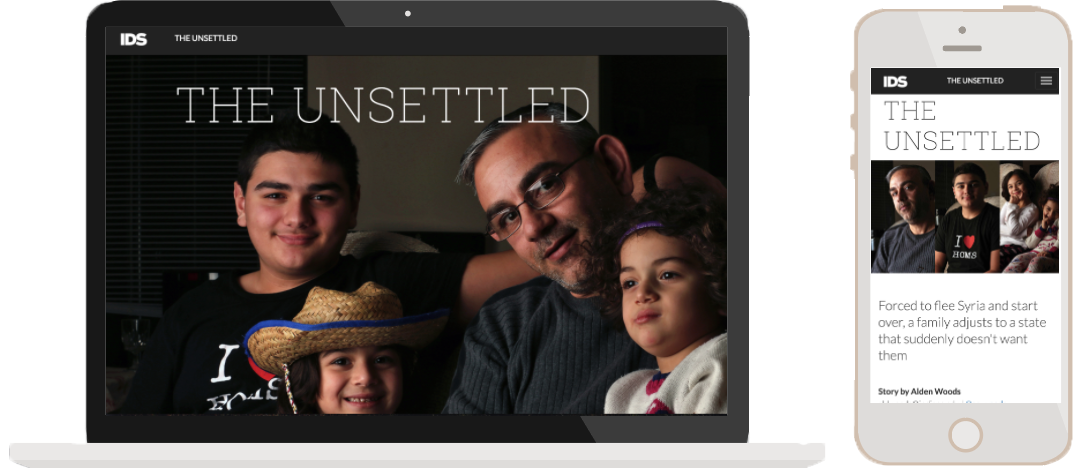 IDS
THE UNSETTLED
THE UNSETTLED
I
HOMS
IDS
THE UNSETTLED
THE
UNSETTLED
I
HOMS
Forced to flee Syria and start
over, a family adjusts to a state
that suddenly doesn't want
them
Story by Alden Woods